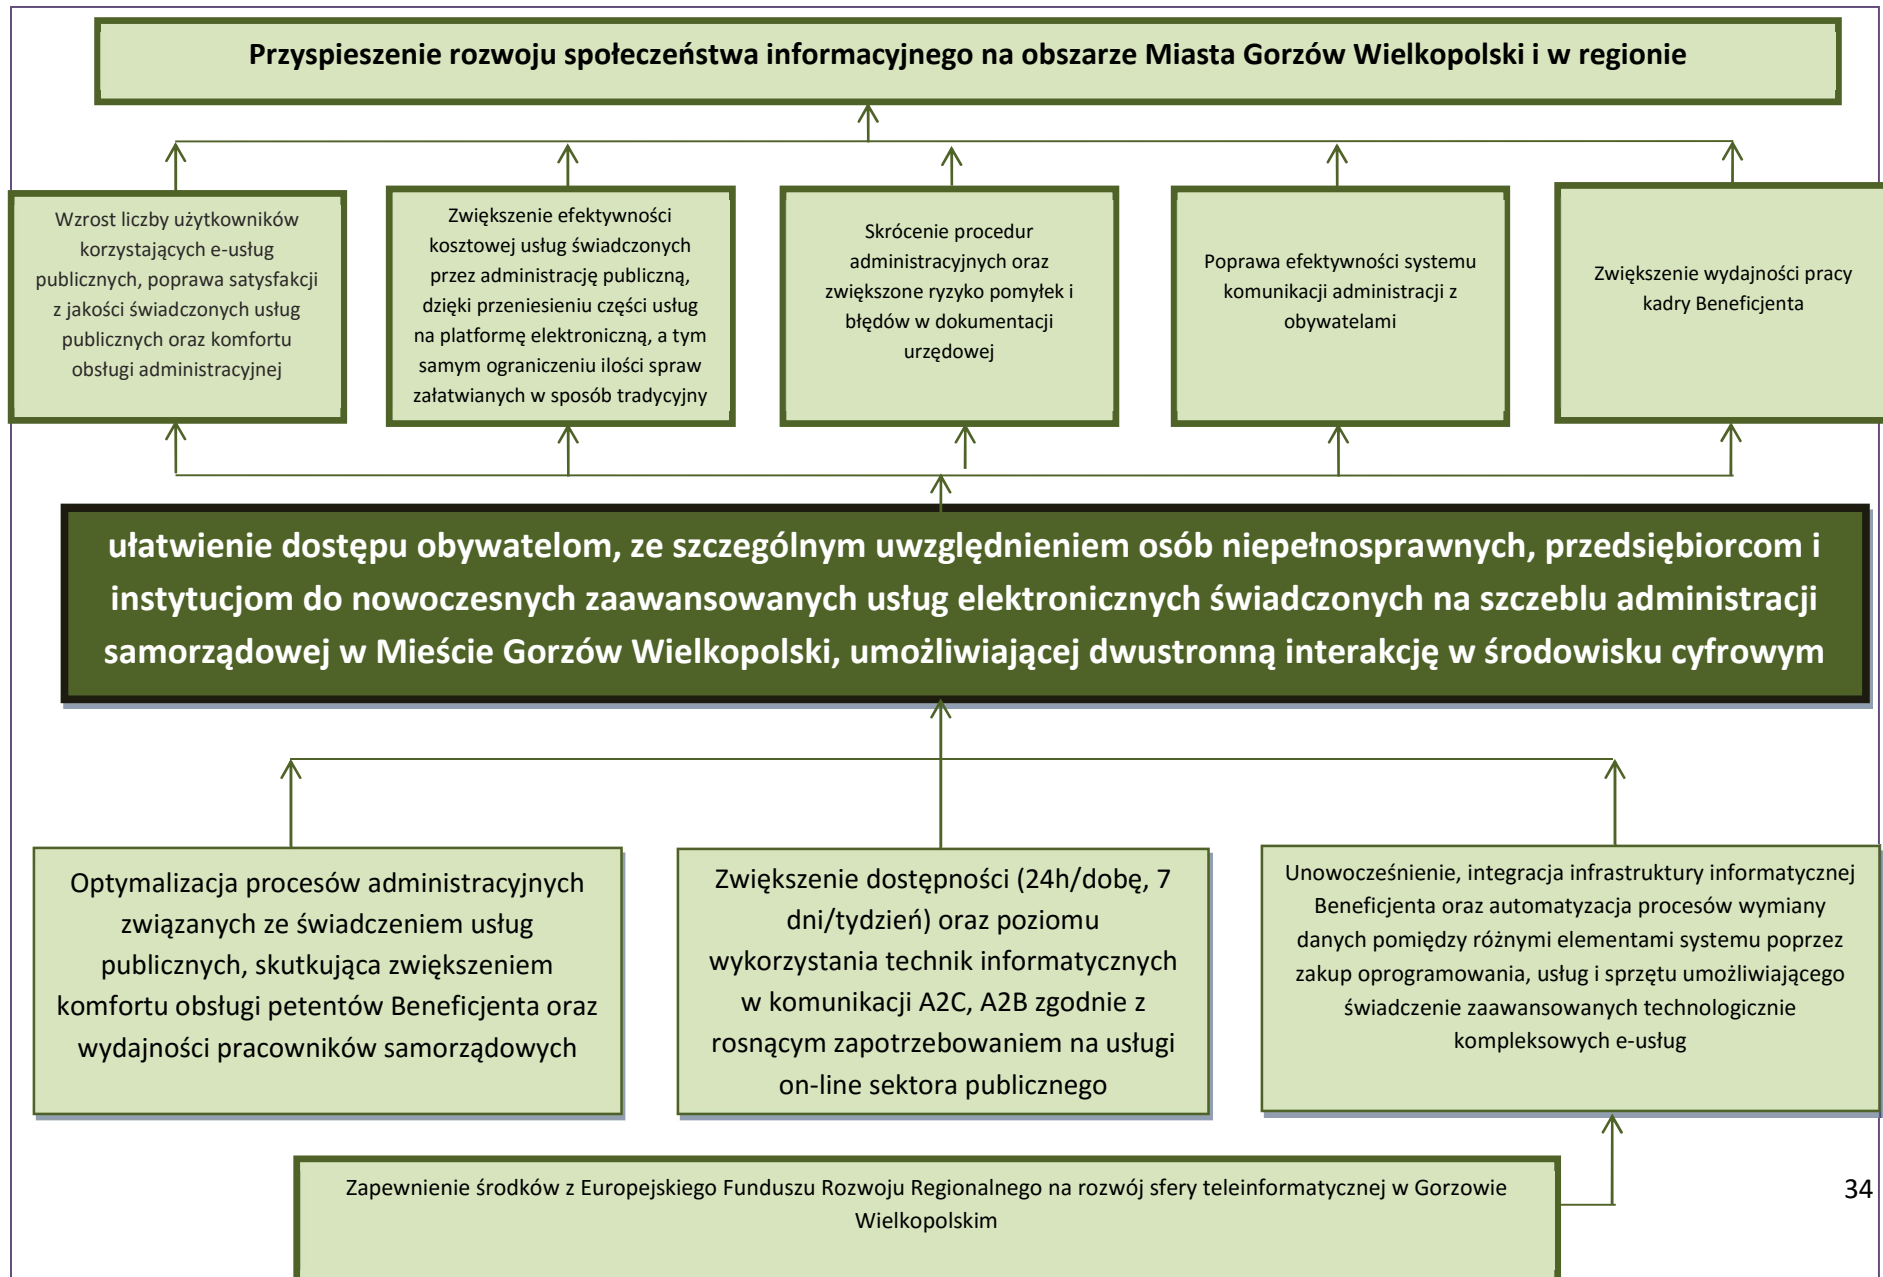 Przyspieszenie rozwoju społeczeństwa informacyjnego na obszarze Miasta Gorzów Wielkopolski i w regionie
Wzrost liczby użytkowników
korzystających e-usług
publicznych, poprawa satysfakcji
z jakości świadczonych usług
publicznych oraz komfortu
obsługi administracyjnej
Zwiększenie efektywności
kosztowej usług świadczonych
przez administrację publiczną,
dzięki przeniesieniu części usług
na platformę elektroniczną, a tym
samym ograniczeniu ilości spraw
załatwianych w sposób tradycyjny
Skrócenie procedur
administracyjnych oraz
zwiększone ryzyko pomyłek i
błędów w dokumentacji
urzędowej
Poprawa efektywności systemu
komunikacji administracji z
obywatelami
Zwiększenie wydajności pracy
kadry Beneficjenta
ułatwienie dostępu obywatelom, ze szczególnym uwzględnieniem osób niepełnosprawnych, przedsiębiorcom i
instytucjom do nowoczesnych zaawansowanych usług elektronicznych świadczonych na szczeblu administracji
samorządowej w Mieście Gorzów Wielkopolski, umożliwiającej dwustronną interakcję w środowisku cyfrowym
Optymalizacja procesów administracyjnych
związanych ze świadczeniem usług
publicznych, skutkująca zwiększeniem
komfortu obsługi petentów Beneficjenta oraz
wydajności pracowników samorządowych
Zwiększenie dostępności (24h/dobę, 7
dni/tydzień) oraz poziomu
wykorzystania technik informatycznych
w komunikacji A2C, A2B zgodnie z
rosnącym zapotrzebowaniem na usługi
on-line sektora publicznego
Unowocześnienie, integracja infrastruktury informatycznej
Beneficjenta oraz automatyzacja procesów wymiany
danych pomiędzy różnymi elementami systemu poprzez
zakup oprogramowania, usług i sprzętu umożliwiającego
świadczenie zaawansowanych technologicznie
kompleksowych e-usług
Zapewnienie środków z Europejskiego Funduszu Rozwoju Regionalnego na rozwój sfery teleinformatycznej w Gorzowie
Wielkopolskim
34